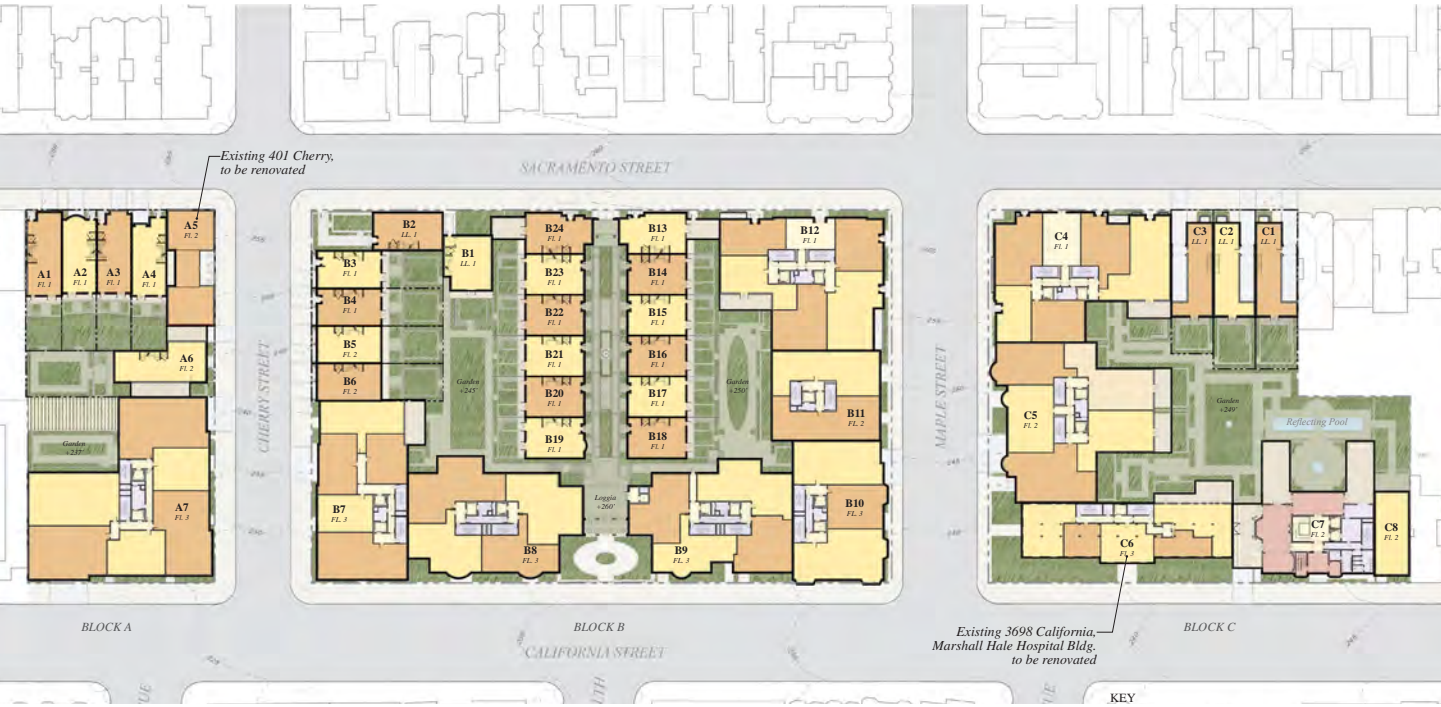 Existing 401 Cherry,
to be renovated
SACRAMENTO STREET
A1
Fl. 1
A2
Fl. 1
A3
Fl. 1
A4
Fl. 1
A5
Fl. 2
A6
Fl. 2
Garden
+237'
A7
Fl. 3
CHERRY STREET
B2
LL. 1
B1
LL. 1
B3
Fl. 1
B4
Fl. 1
B5
Fl. 2
B6
Fl. 2
B7
Fl. 3
Garden
+245'
B24
Fl. 1
B23
Fl. 1
B22
Fl. 1
B21
Fl. 1
B20
Fl. 1
B19
Fl. 1
B13
Fl. 1
B14
Fl. 1
B15
Fl. 1
B16
Fl. 1
B17
Fl. 1
B18
Fl. 1
Garden
+250'
B12
Fl. 1
B11
Fl. 2
B10
Fl. 3
B8
Fl. 3
Loggia
+260'
B9
Fl. 3
MAPLE STREET
C4
Fl. 1
C3
LL. 1
C2
LL. 1
C1
LL. 1
C5
Fl. 2
Garden
+249'
Reflecting Pool
C6
Fl. 3
C7
Fl. 2
C8
Fl. 2
BLOCK A
BLOCK B
BLOCK C
Existing 3698 California,
Marshall Hale Hospital Bldg.
to be renovated
CALIFORNIA STREET
KEY